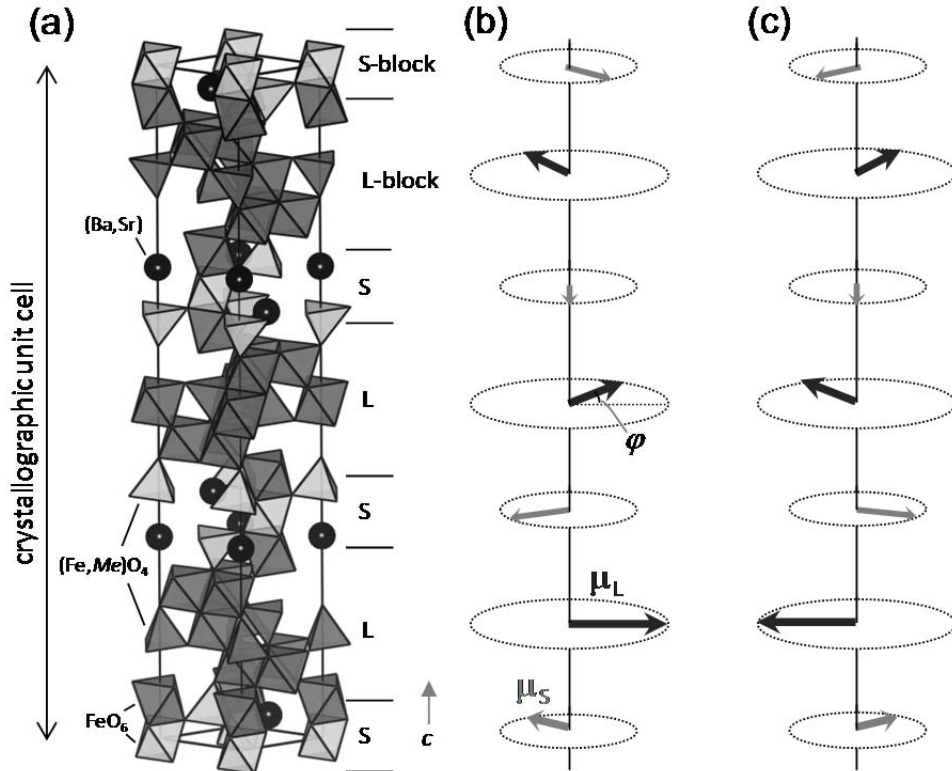 (a)
(b)
(c)
S-block
L-block
(Ba,Sr)
S
crystallographic unit cell
L
φ
S
(Fe,Me)O₄
μL
L
μS
FeO₆
c
S